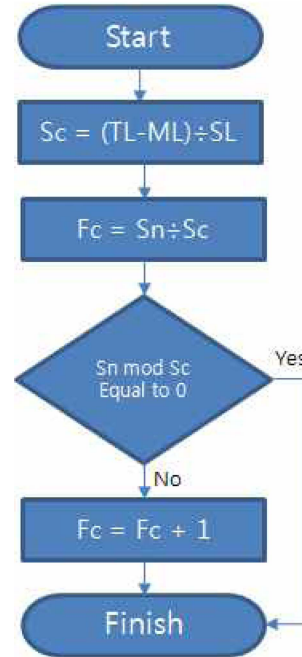 Start
Sc = (TL-ML)÷SL
Fc = Sn÷Sc
Sn mod Sc
Equal to 0
Yes
No
Fc = Fc + 1
Finish